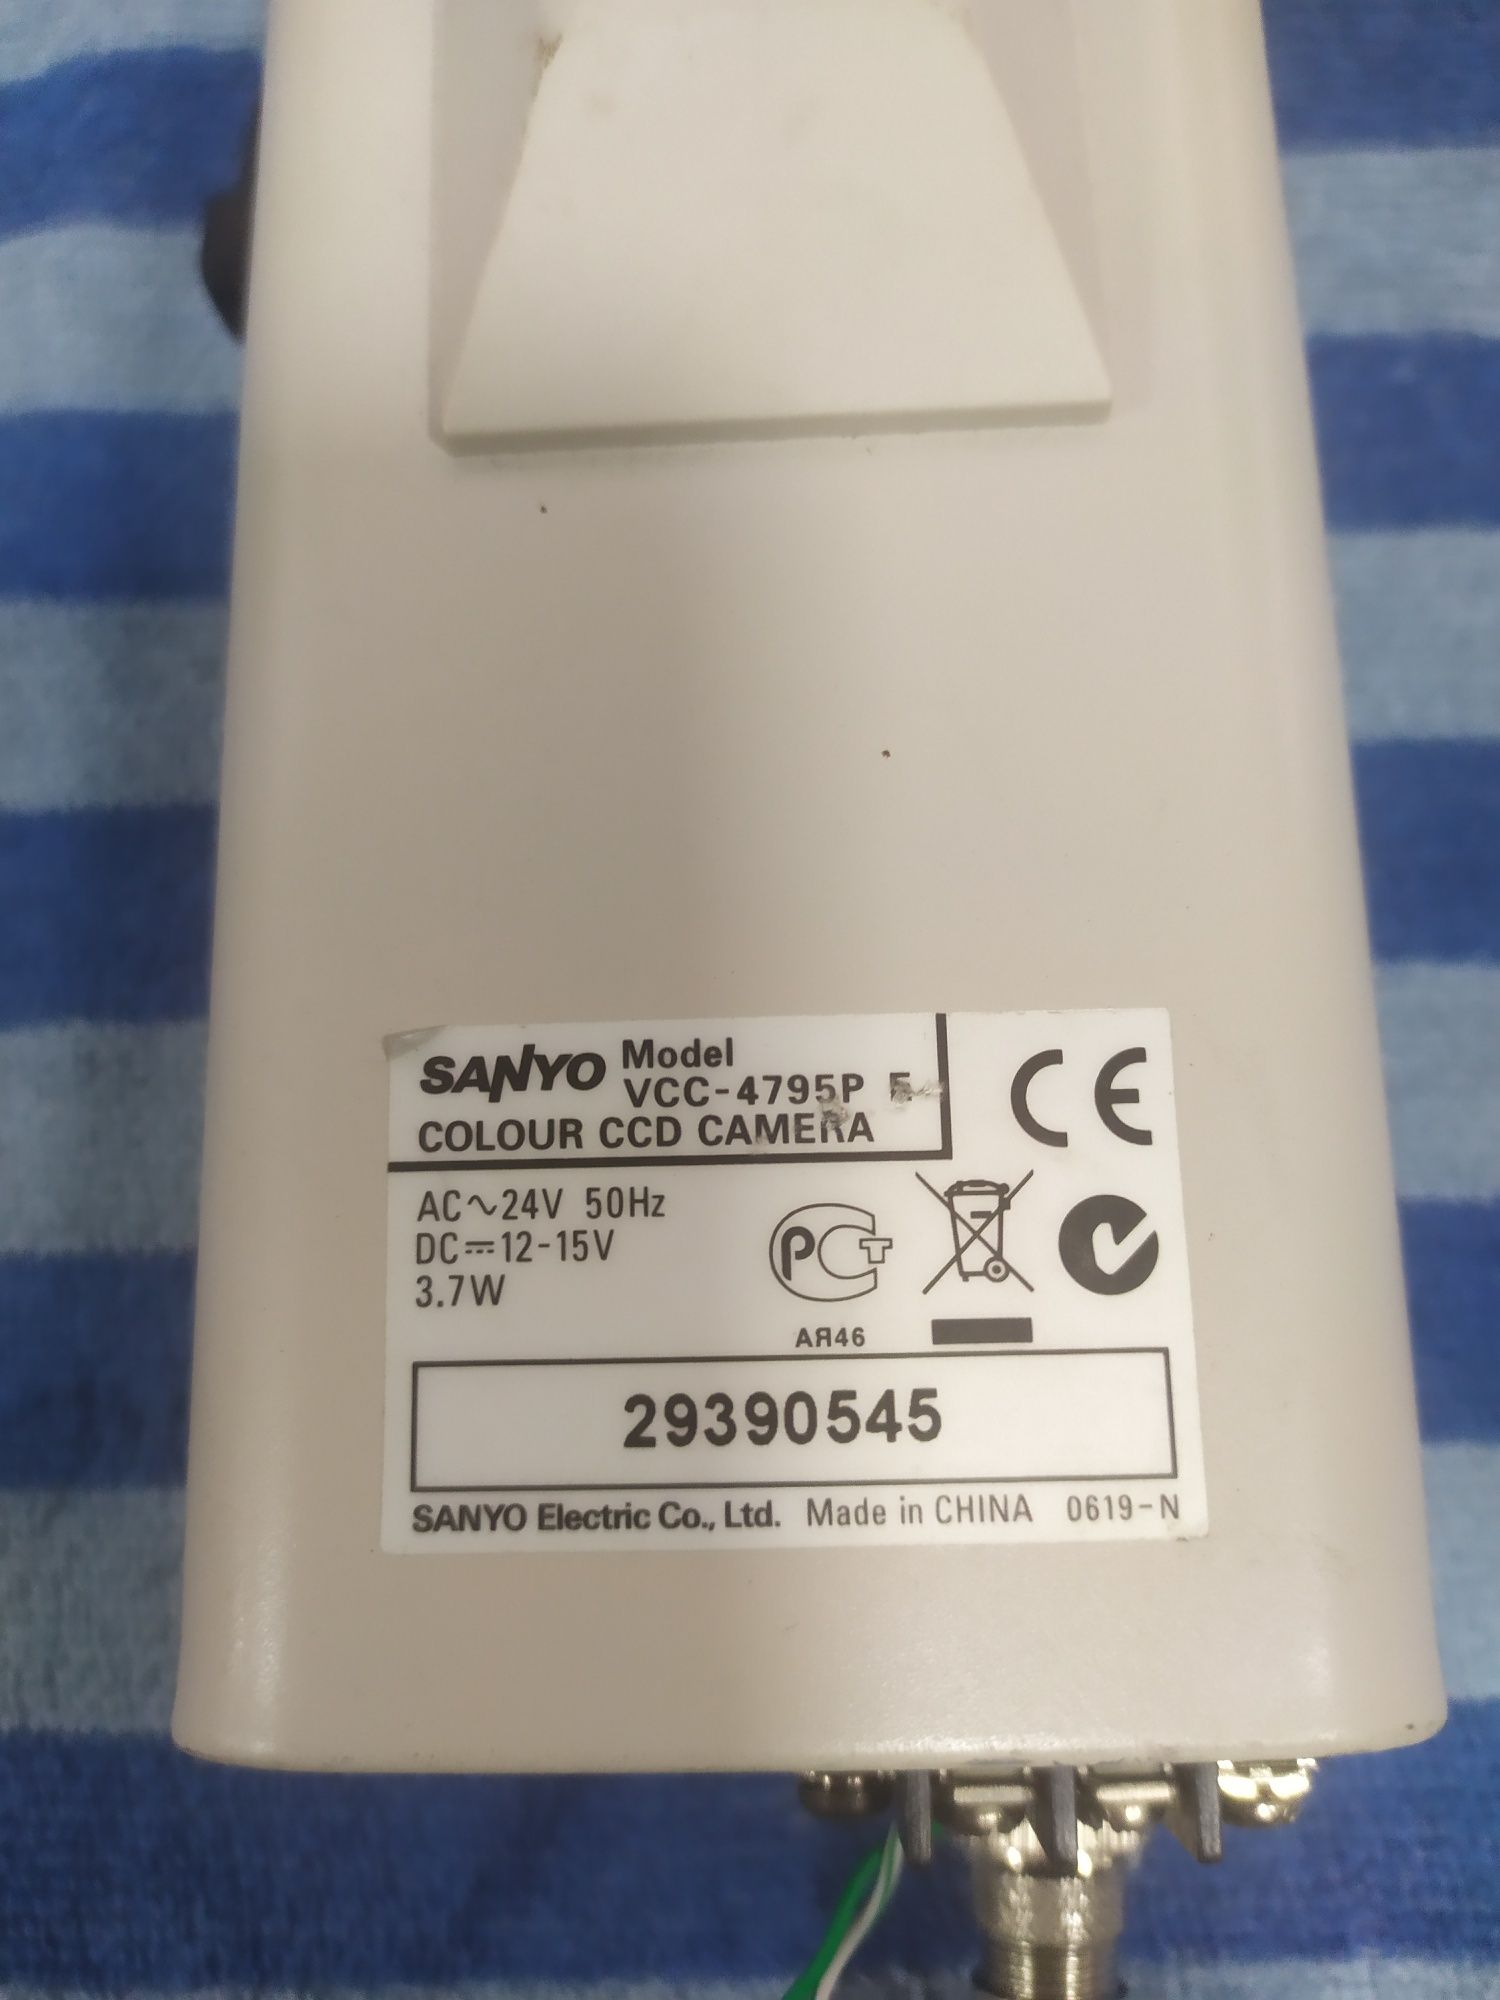 SANYO Model
VCC-4795P E
COLOUR CCD CAMERA
CE
AC~24V 50Hz
DC⎓12-15V
3.7W
РСТ
АЯ46
29390545
SANYO Electric Co., Ltd. Made in CHINA 0619-N